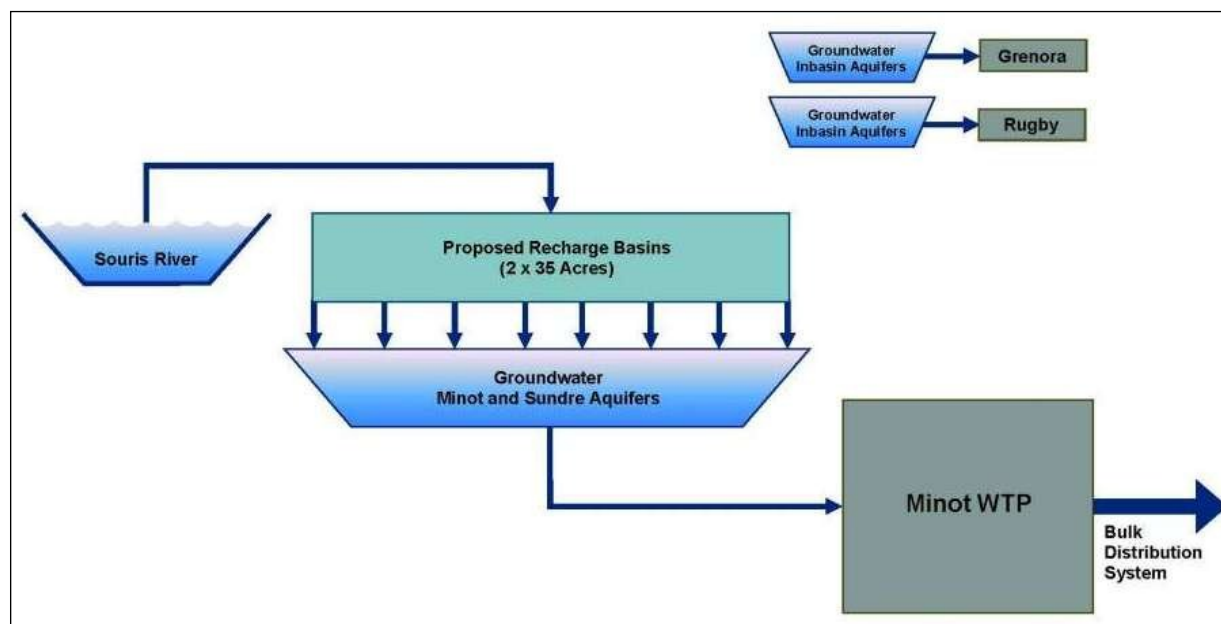 Groundwater
Inbasin Aquifers
Grenora
Groundwater
Inbasin Aquifers
Rugby
Souris River
Proposed Recharge Basins
(2 x 35 Acres)
Groundwater
Minot and Sundre Aquifers
Minot WTP
Bulk
Distribution
System